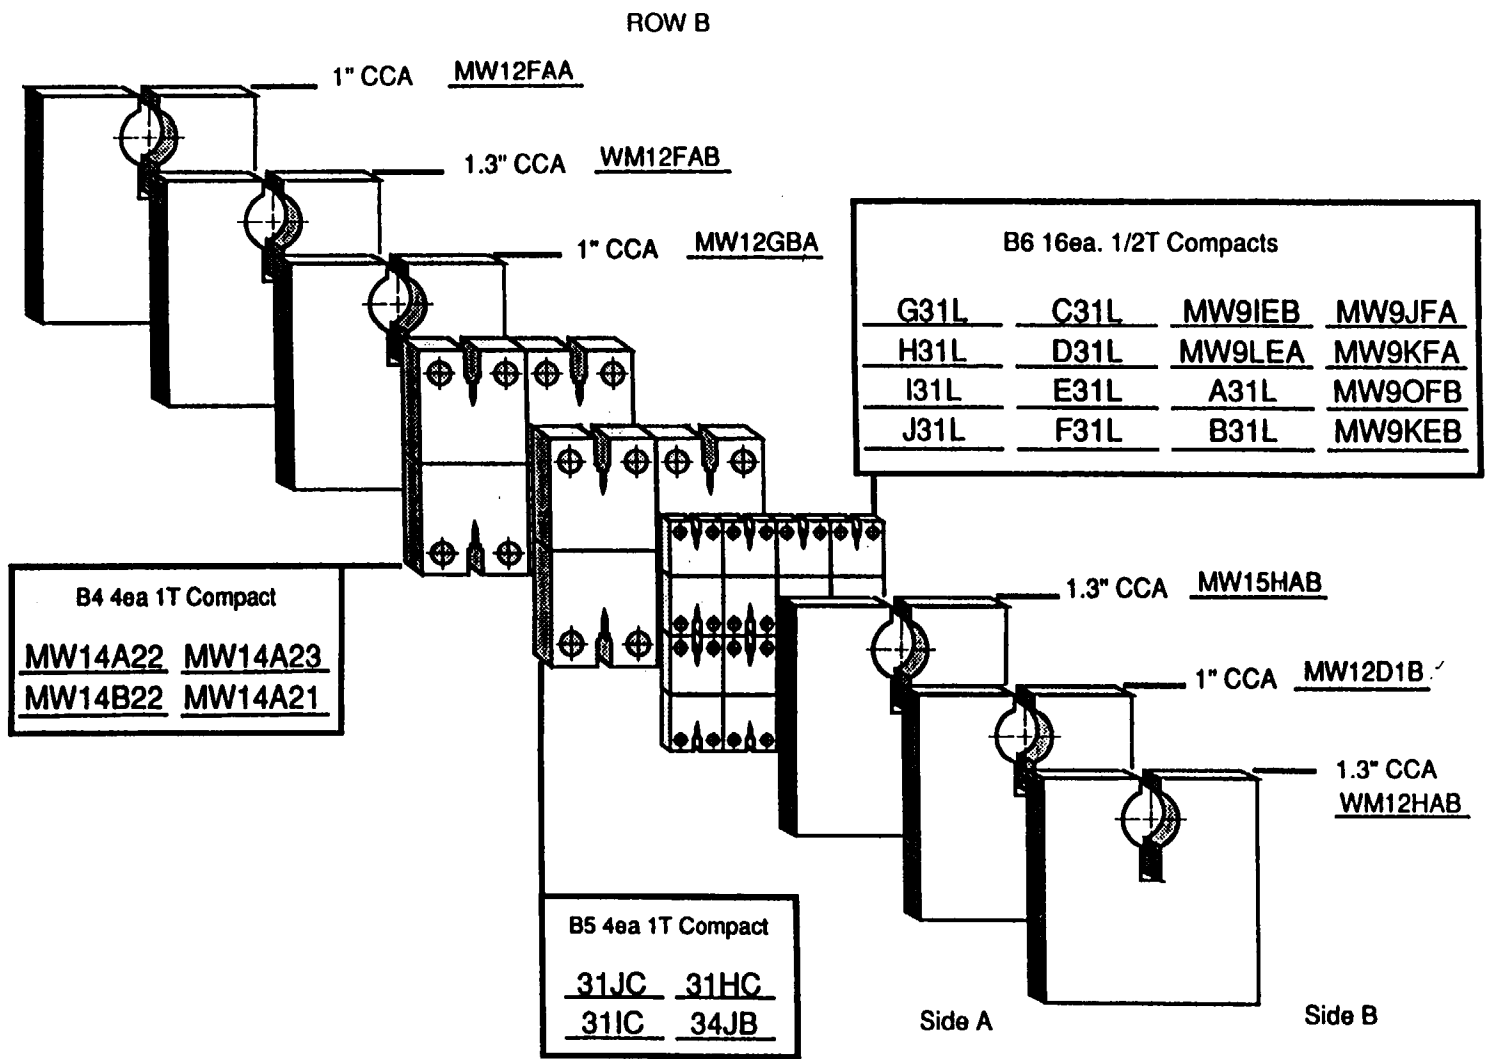 ROW B
1" CCA MW12FAA
1.3" CCA WM12FAB
1" CCA MW12GBA
B6 16ea. 1/2T Compacts
G31L C31L MW9IEB MW9JFA
H31L D31L MW9LEA MW9KFA
I31L E31L A31L MW9OFB
J31L F31L B31L MW9KEB
B4 4ea 1T Compact
MW14A22 MW14A23
MW14B22 MW14A21
1.3" CCA MW15HAB
1" CCA MW12D1B
1.3" CCA
WM12HAB
B5 4ea 1T Compact
31JC 31HC
31IC 34JB
Side A
Side B